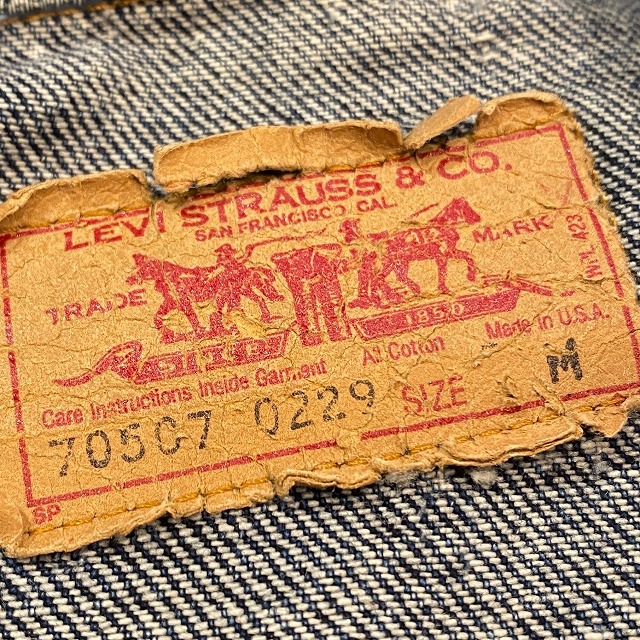 LEVI STRAUSS & CO.
SAN FRANCISCO CAL
TRADE MARK
WPL 423
1850
Care Instructions Inside Garment All Cotton Made in U.S.A.
70507 0229 SIZE M
SP